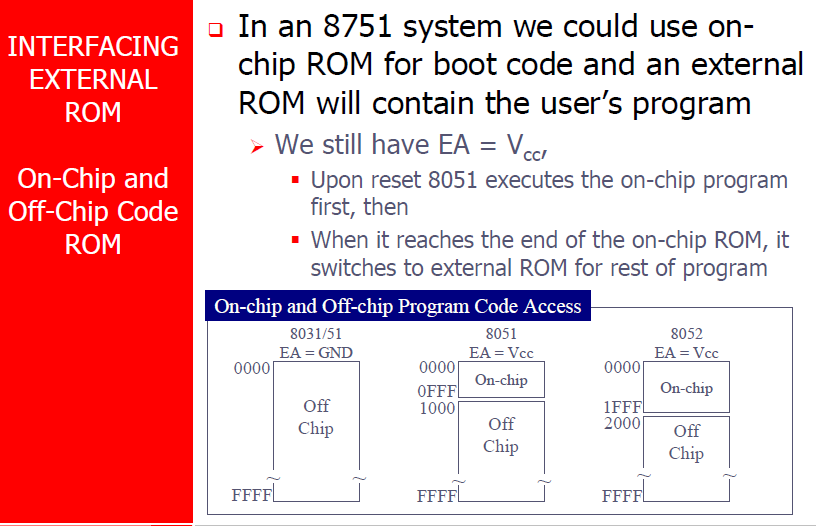 INTERFACING
EXTERNAL
ROM
On-Chip and
Off-Chip Code
ROM
In an 8751 system we could use on-
chip ROM for boot code and an external
ROM will contain the user's program
We still have EA = Vcc,
Upon reset 8051 executes the on-chip program
first, then
When it reaches the end of the on-chip ROM, it
switches to external ROM for rest of program
On-chip and Off-chip Program Code Access
8031/51
EA = GND
0000
Off
Chip
FFFF
8051
EA = Vcc
0000
On-chip
0FFF
1000
Off
Chip
FFFF
8052
EA = Vcc
0000
On-chip
1FFF
2000
Off
Chip
FFFF